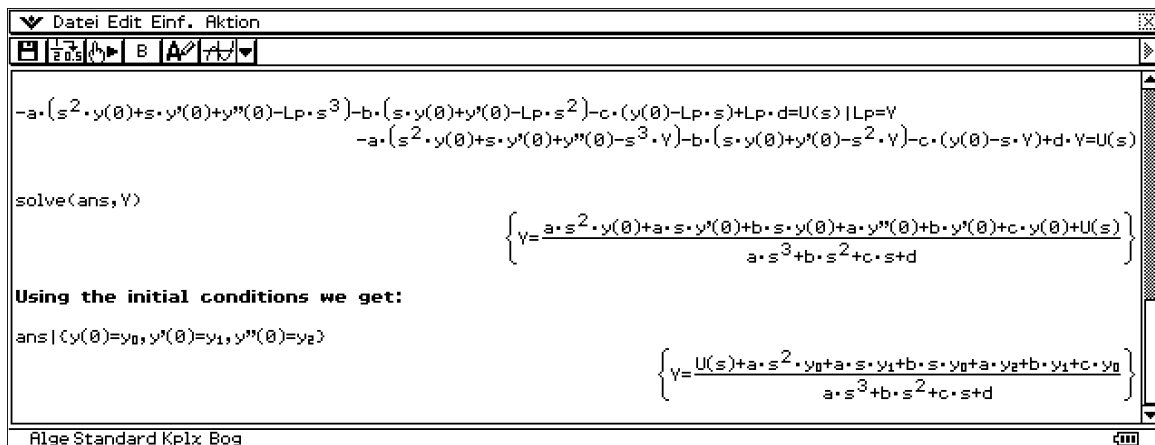 Datei Edit Einf. Aktion
B
-a·(s²·y(0)+s·y'(0)+y''(0)-Lp·s³)-b·(s·y(0)+y'(0)-Lp·s²)-c·(y(0)-Lp·s)+Lp·d=U(s)|Lp=Y
-a·(s²·y(0)+s·y'(0)+y''(0)-s³·Y)-b·(s·y(0)+y'(0)-s²·Y)-c·(y(0)-s·Y)+d·Y=U(s)
solve(ans,Y)
{Y=(a·s²·y(0)+a·s·y'(0)+b·s·y(0)+a·y''(0)+b·y'(0)+c·y(0)+U(s))/(a·s³+b·s²+c·s+d)}
Using the initial conditions we get:
ans|{y(0)=y₀,y'(0)=y₁,y''(0)=y₂}
{Y=(U(s)+a·s²·y₀+a·s·y₁+b·s·y₀+a·y₂+b·y₁+c·y₀)/(a·s³+b·s²+c·s+d)}
Alge Standard Kplx Bog